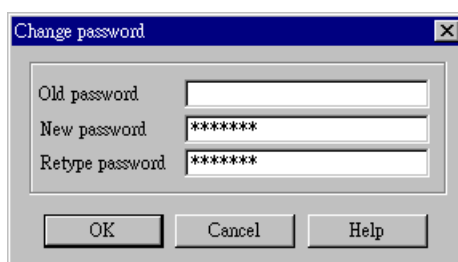 Change password
Old password
New password *******
Retype password *******
OK Cancel Help